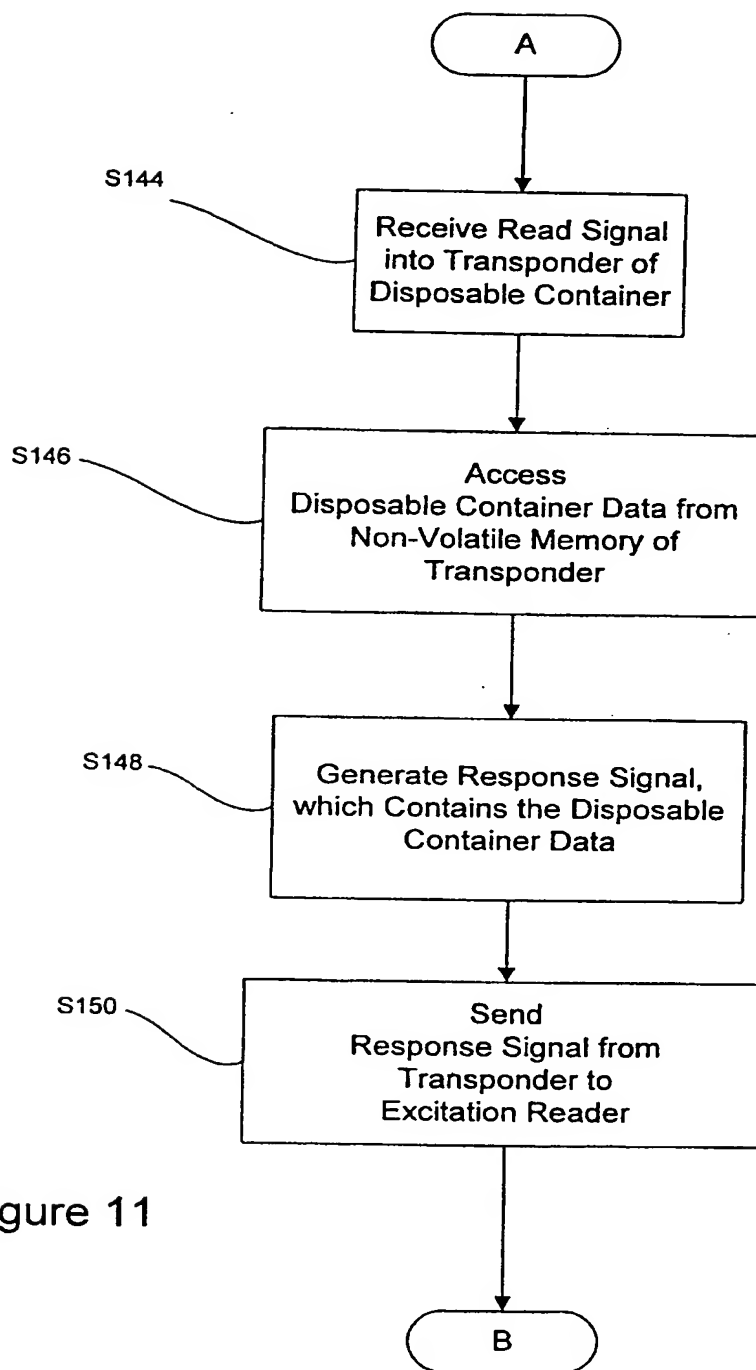 A
S144
Receive Read Signal
into Transponder of
Disposable Container
S146
Access
Disposable Container Data from
Non-Volatile Memory of
Transponder
S148
Generate Response Signal,
which Contains the Disposable
Container Data
S150
Send
Response Signal from
Transponder to
Excitation Reader
gure 11
B